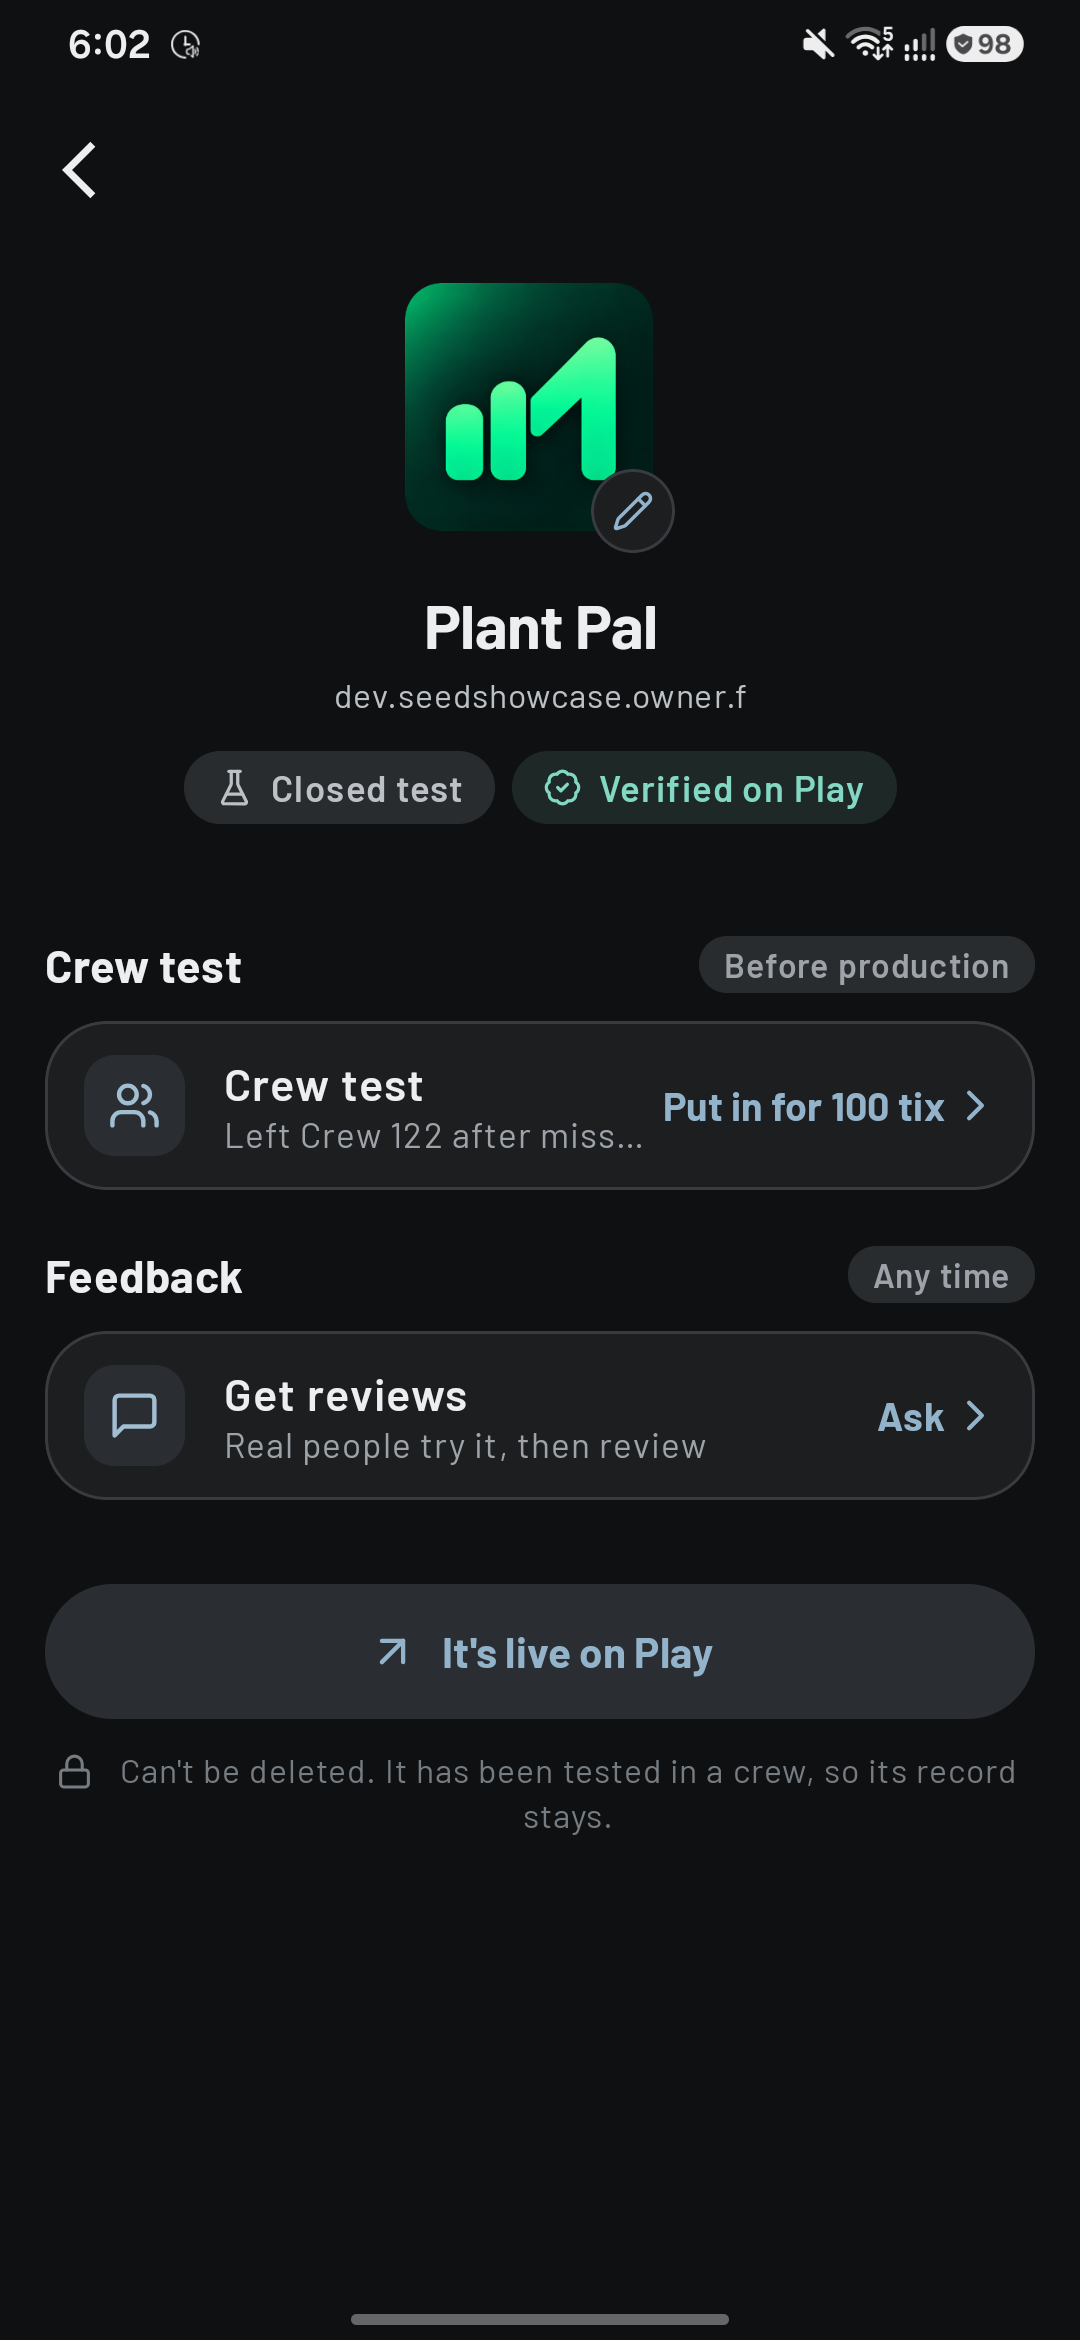 6:02
5
98
Plant Pal
dev.seedshowcase.owner.f
Closed test
Verified on Play
Crew test
Before production
Crew test
Left Crew 122 after miss...
Put in for 100 tix
Feedback
Any time
Get reviews
Real people try it, then review
Ask
It's live on Play
Can't be deleted. It has been tested in a crew, so its record
stays.